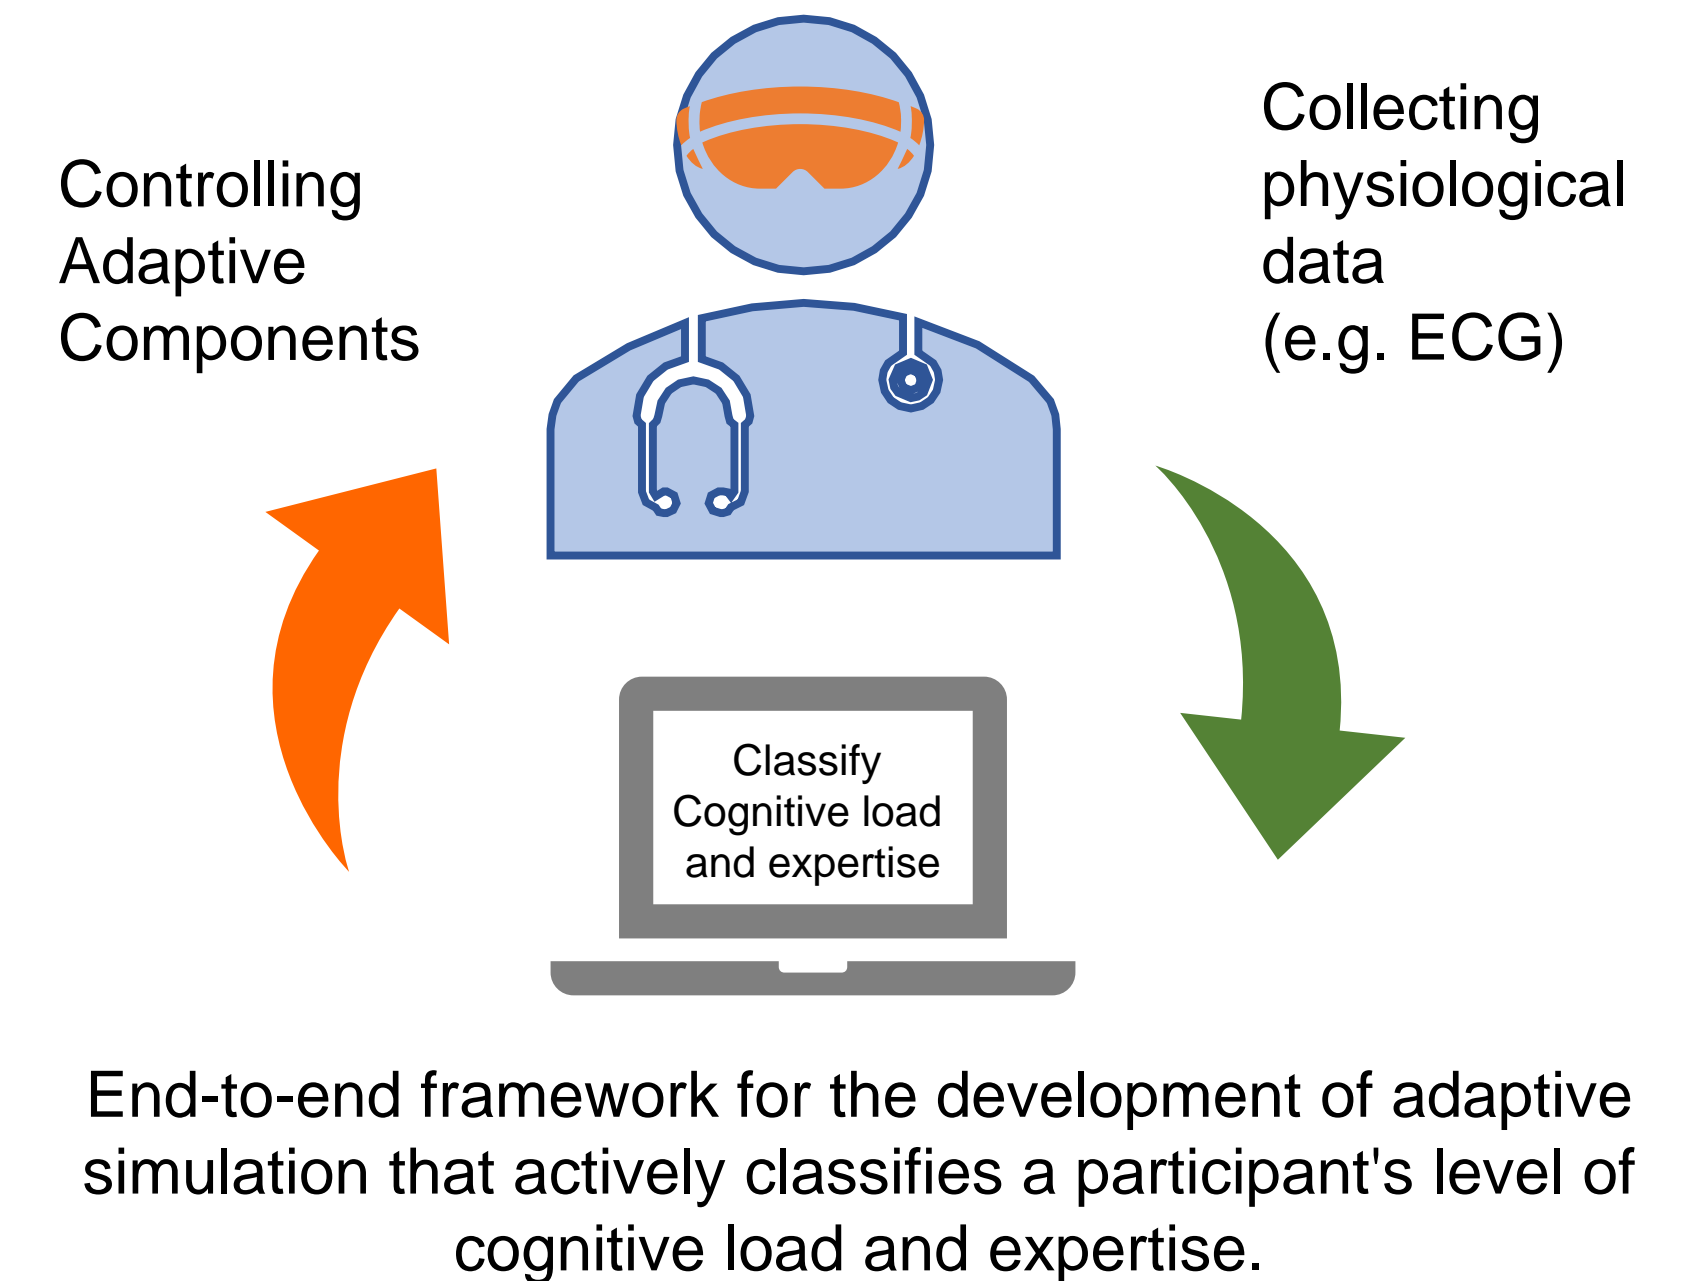 Controlling
Adaptive
Components
Collecting
physiological
data
(e.g. ECG)
Classify
Cognitive load
and expertise
End-to-end framework for the development of adaptive
simulation that actively classifies a participant's level of
cognitive load and expertise.